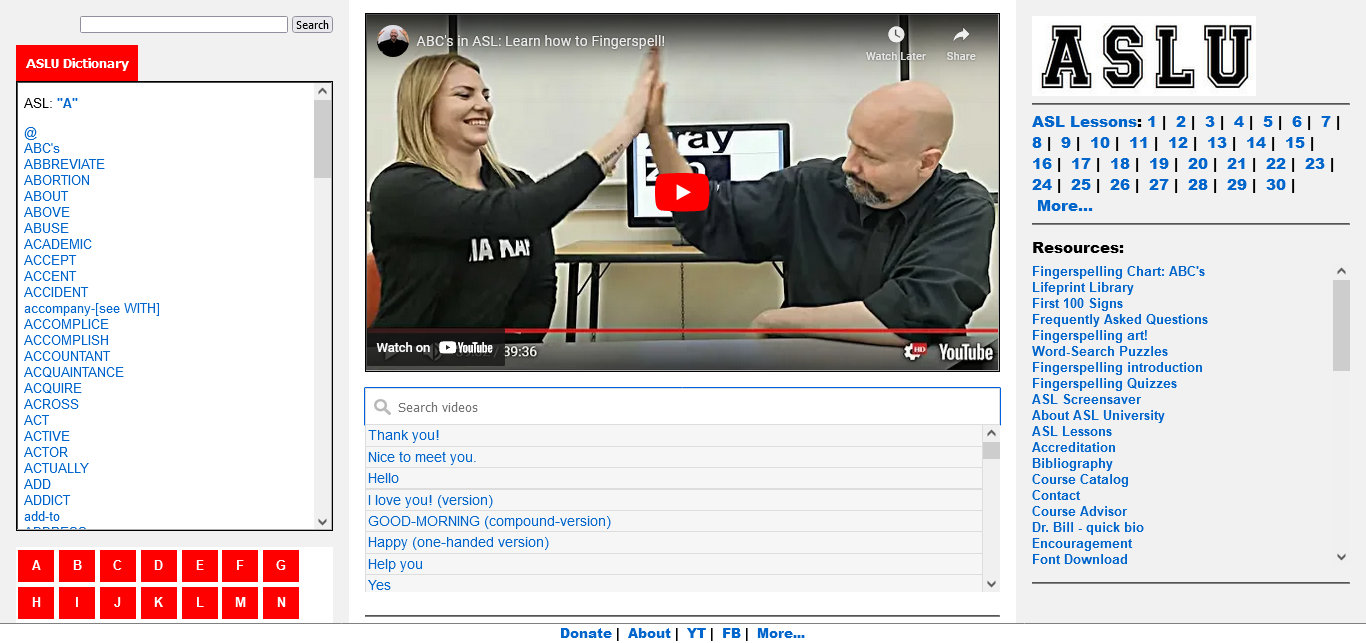 Search
ASLU Dictionary
ASL: "A"
@
ABC's
ABBREVIATE
ABORTION
ABOUT
ABOVE
ABUSE
ACADEMIC
ACCEPT
ACCENT
ACCIDENT
accompany-[see WITH]
ACCOMPLICE
ACCOMPLISH
ACCOUNTANT
ACQUAINTANCE
ACQUIRE
ACROSS
ACT
ACTIVE
ACTOR
ACTUALLY
ADD
ADDICT
add-to
ADDRESS
A B C D E F G
H I J K L M N
ABC's in ASL: Learn how to Fingerspell!
Watch Later Share
Watch on YouTube
39:36
HD YouTube
Search videos
Thank you!
Nice to meet you.
Hello
I love you! (version)
GOOD-MORNING (compound-version)
Happy (one-handed version)
Help you
Yes
ASLU
ASL Lessons: 1 | 2 | 3 | 4 | 5 | 6 | 7 |
8 | 9 | 10 | 11 | 12 | 13 | 14 | 15 |
16 | 17 | 18 | 19 | 20 | 21 | 22 | 23 |
24 | 25 | 26 | 27 | 28 | 29 | 30 |
More...
Resources:
Fingerspelling Chart: ABC's
Lifeprint Library
First 100 Signs
Frequently Asked Questions
Fingerspelling art!
Word-Search Puzzles
Fingerspelling introduction
Fingerspelling Quizzes
ASL Screensaver
About ASL University
ASL Lessons
Accreditation
Bibliography
Course Catalog
Contact
Course Advisor
Dr. Bill - quick bio
Encouragement
Font Download
Donate | About | YT | FB | More...